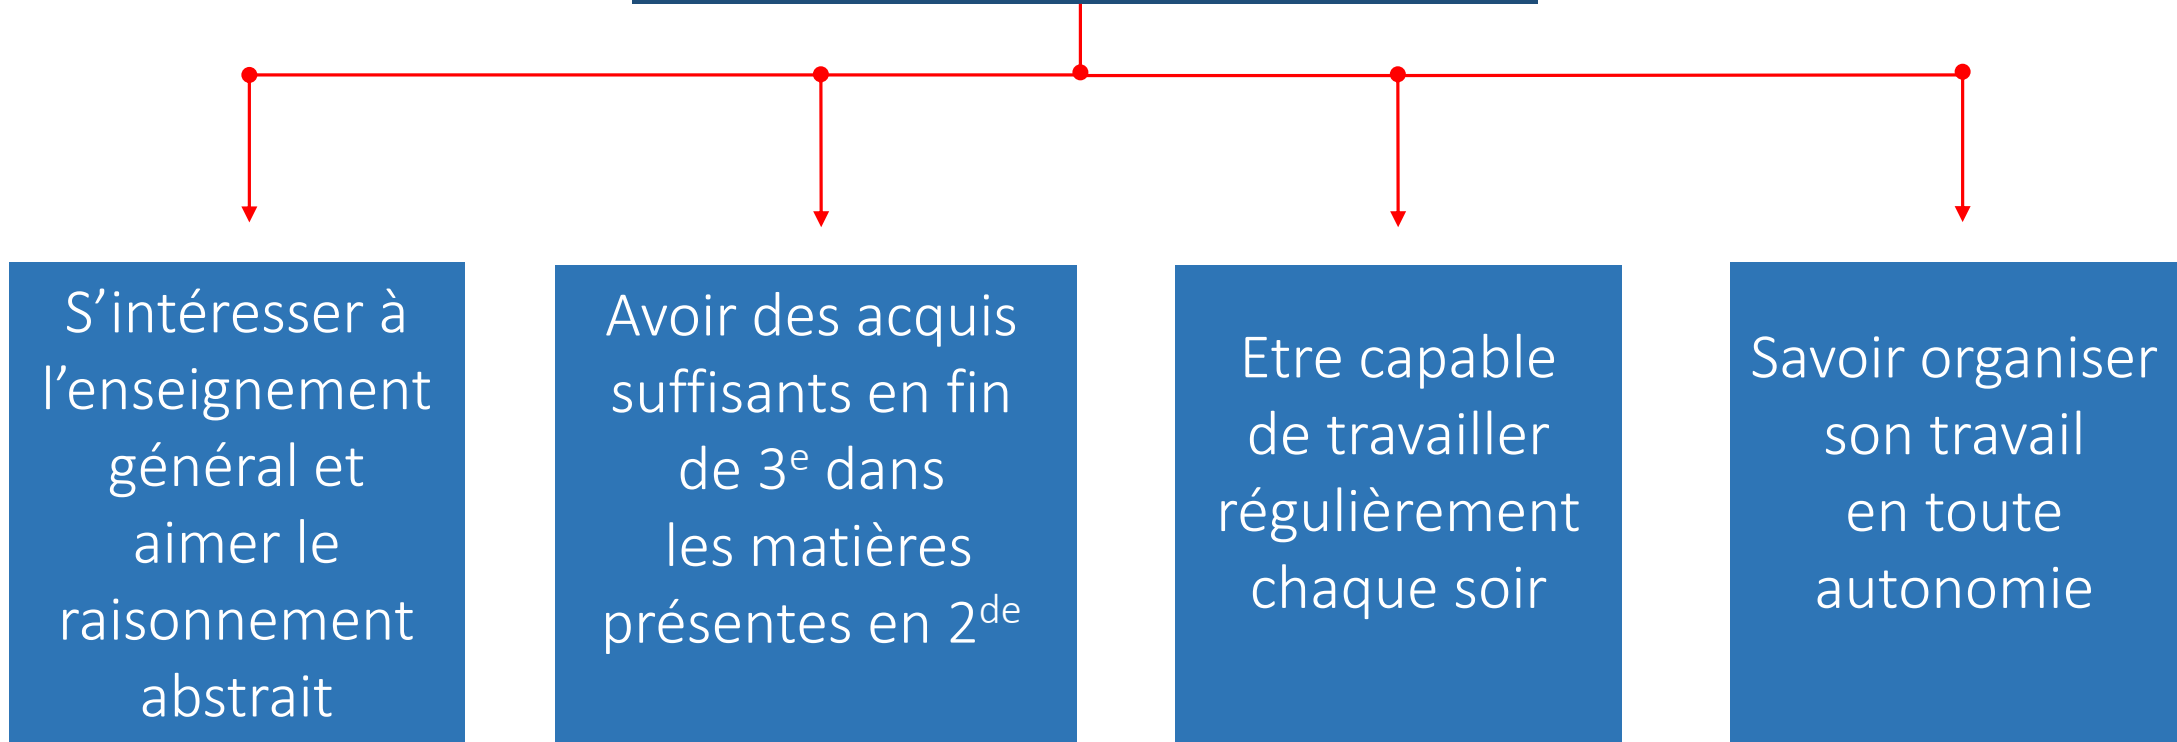 S’intéresser à
l’enseignement
général et
aimer le
raisonnement
abstrait
Avoir des acquis
suffisants en fin
de 3e dans
les matières
présentes en 2de
Etre capable
de travailler
régulièrement
chaque soir
Savoir organiser
son travail
en toute
autonomie